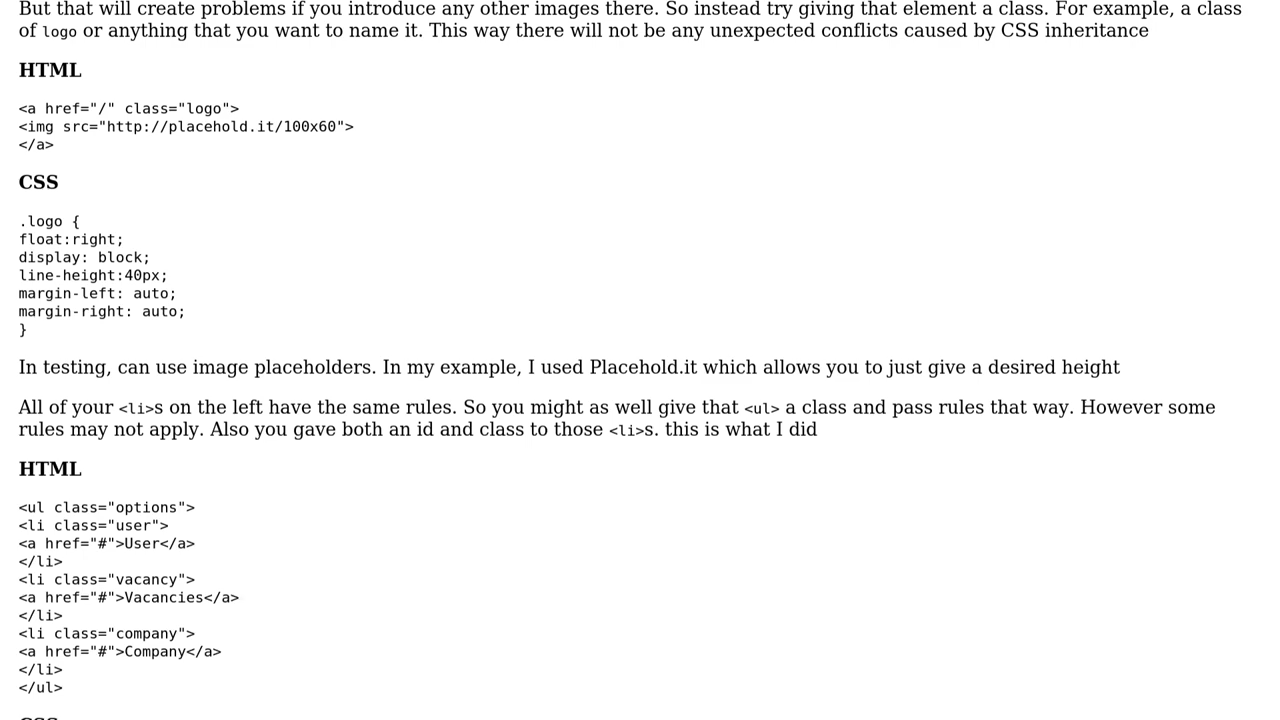 But that will create problems if you introduce any other images there. So instead try giving that element a class. For example, a class
of logo or anything that you want to name it. This way there will not be any unexpected conflicts caused by CSS inheritance
HTML
<a href="/" class="logo">
<img src="http://placehold.it/100x60">
</a>
CSS
.logo {
float:right;
display: block;
line-height:40px;
margin-left: auto;
margin-right: auto;
}
In testing, can use image placeholders. In my example, I used Placehold.it which allows you to just give a desired height
All of your <li>s on the left have the same rules. So you might as well give that <ul> a class and pass rules that way. However some
rules may not apply. Also you gave both an id and class to those <li>s. this is what I did
HTML
<ul class="options">
<li class="user">
<a href="#">User</a>
</li>
<li class="vacancy">
<a href="#">Vacancies</a>
</li>
<li class="company">
<a href="#">Company</a>
</li>
</ul>